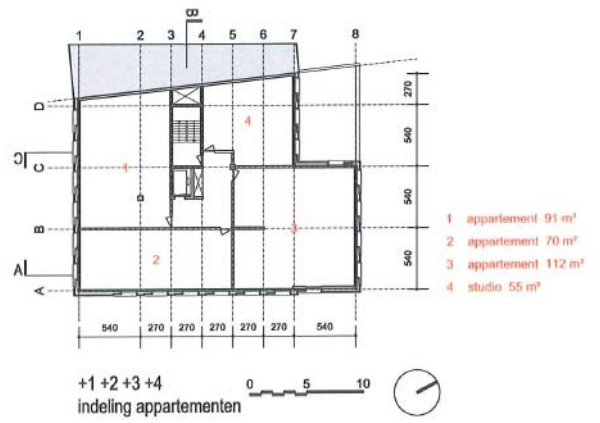 B
1 2 3 4 5 6 7 8
D
C
C
B
A
A
4
1
3
2
270
540
540
540
1 appartement 91 m²
2 appartement 70 m²
3 appartement 112 m²
4 studio 55 m²
540 270 270 270 270 270 540
+1 +2 +3 +4
indeling appartementen
0 5 10